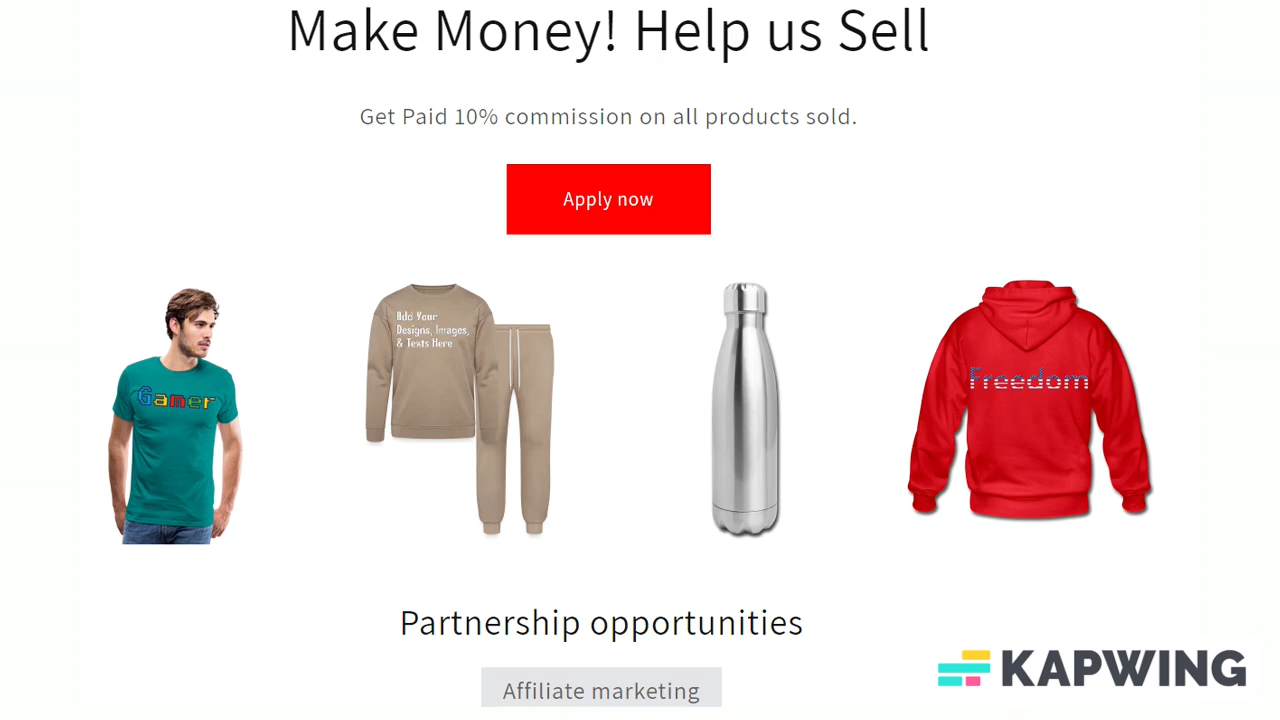 Make Money! Help us Sell
Get Paid 10% commission on all products sold.
Apply now
Gamer
Add Your
Designs, Images,
& Texts Here
Freedom
Partnership opportunities
Affiliate marketing
KAPWING